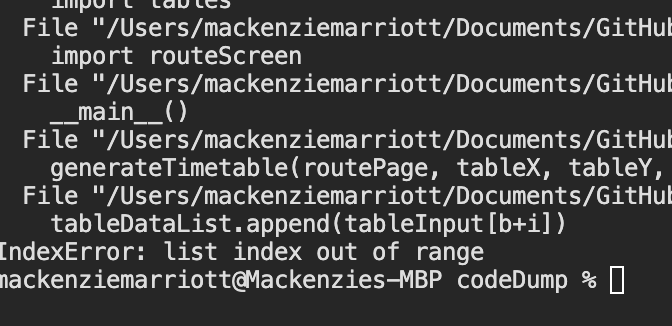 import tables
File "/Users/mackenziemarriott/Documents/GitHub
import routeScreen
File "/Users/mackenziemarriott/Documents/GitHub
__main__()
File "/Users/mackenziemarriott/Documents/GitHub
generateTimetable(routePage, tableX, tableY,
File "/Users/mackenziemarriott/Documents/GitHub
tableDataList.append(tableInput[b+i])
IndexError: list index out of range
mackenziemarriott@Mackenzies-MBP codeDump %